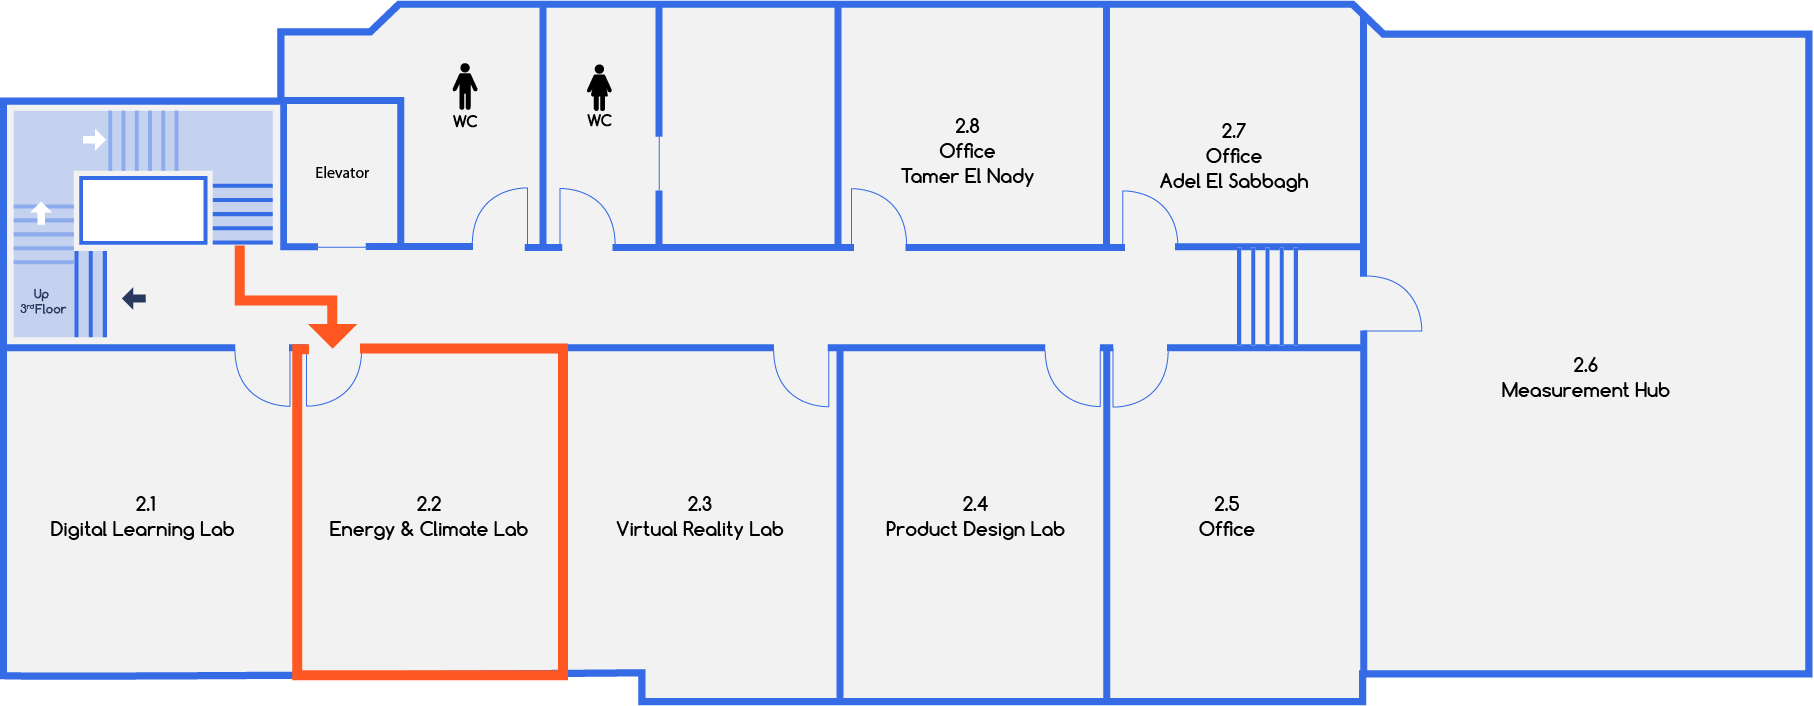 WC
WC
Elevator
2.8
Office
Tamer El Nady
2.7
Office
Adel El Sabbagh
Up
3rd Floor
2.6
Measurement Hub
2.1
Digital Learning Lab
2.2
Energy & Climate Lab
2.3
Virtual Reality Lab
2.4
Product Design Lab
2.5
Office